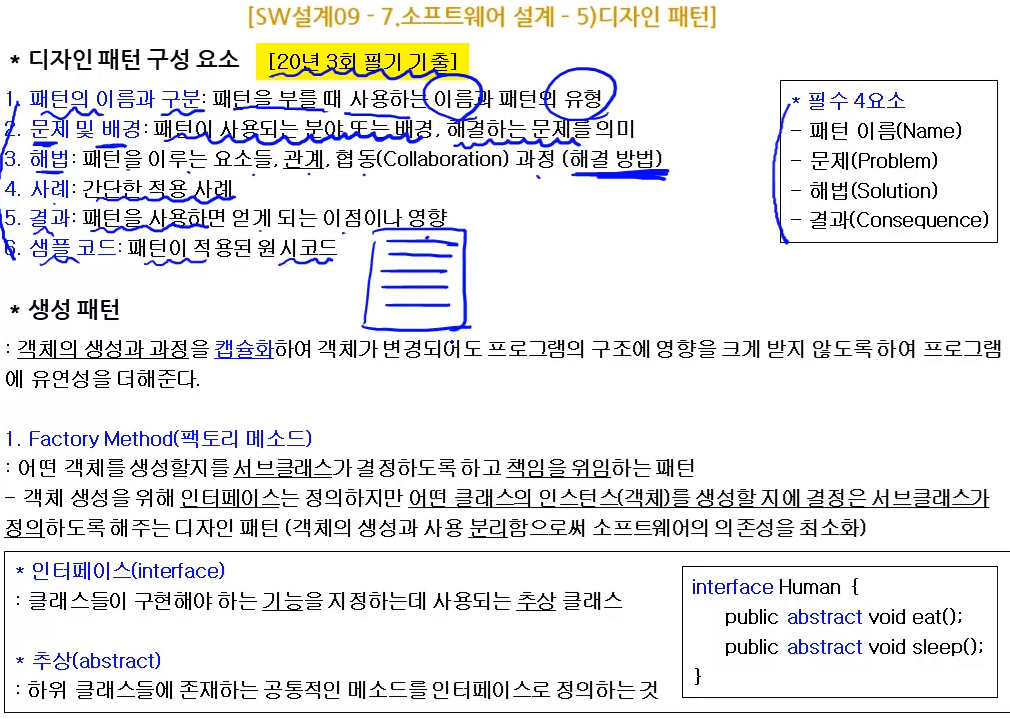 [SW설계09 - 7.소프트웨어 설계 - 5)디자인 패턴]
* 디자인 패턴 구성 요소 [20년 3회 필기 기출]
1. 패턴의 이름과 구분: 패턴을 부를 때 사용하는 이름과 패턴의 유형
2. 문제 및 배경: 패턴이 사용되는 분야 또는 배경, 해결하는 문제를 의미
3. 해법: 패턴을 이루는 요소들, 관계, 협동(Collaboration) 과정 (해결 방법)
4. 사례: 간단한 적용 사례
5. 결과: 패턴을 사용하면 얻게 되는 이점이나 영향
6. 샘플 코드: 패턴이 적용된 원시코드
* 필수 4요소
- 패턴 이름(Name)
- 문제(Problem)
- 해법(Solution)
- 결과(Consequence)
* 생성 패턴
: 객체의 생성과 과정을 캡슐화하여 객체가 변경되어도 프로그램의 구조에 영향을 크게 받지 않도록 하여 프로그램
에 유연성을 더해준다.
1. Factory Method(팩토리 메소드)
: 어떤 객체를 생성할지를 서브클래스가 결정하도록 하고 책임을 위임하는 패턴
- 객체 생성을 위해 인터페이스는 정의하지만 어떤 클래스의 인스턴스(객체)를 생성할 지에 결정은 서브클래스가
정의하도록 해주는 디자인 패턴 (객체의 생성과 사용 분리함으로써 소프트웨어의 의존성을 최소화)
* 인터페이스(interface)
: 클래스들이 구현해야 하는 기능을 지정하는데 사용되는 추상 클래스
* 추상(abstract)
: 하위 클래스들에 존재하는 공통적인 메소드를 인터페이스로 정의하는 것
interface Human {
public abstract void eat();
public abstract void sleep();
}